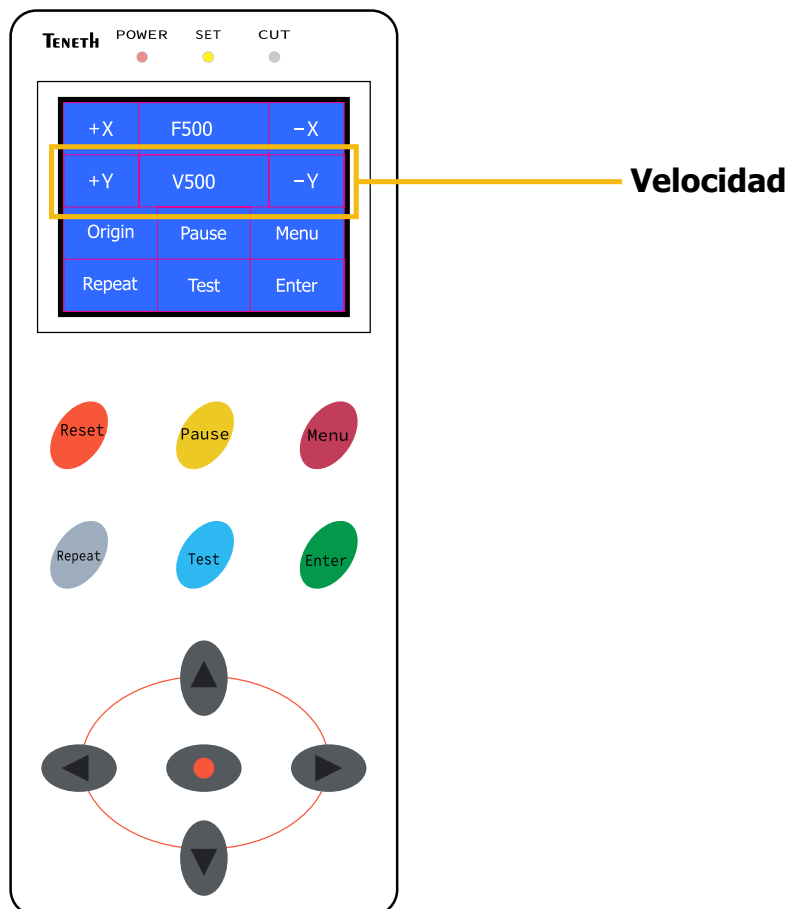 Teneth POWER SET CUT
+X F500 -X
+Y V500 -Y
Velocidad
Origin Pause Menu
Repeat Test Enter
Reset Pause Menu
Repeat Test Enter